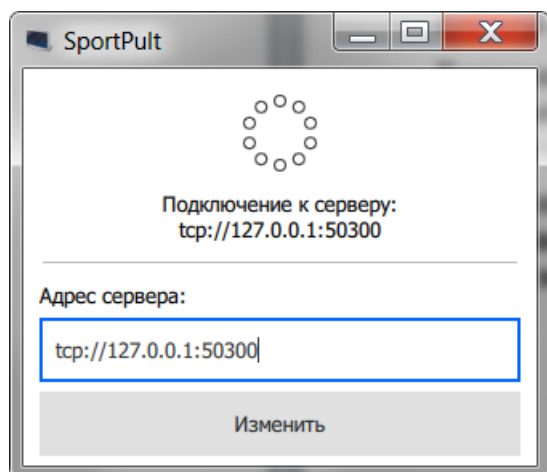 SportPult
Подключение к серверу:
tcp://127.0.0.1:50300
Адрес сервера:
tcp://127.0.0.1:50300
Изменить